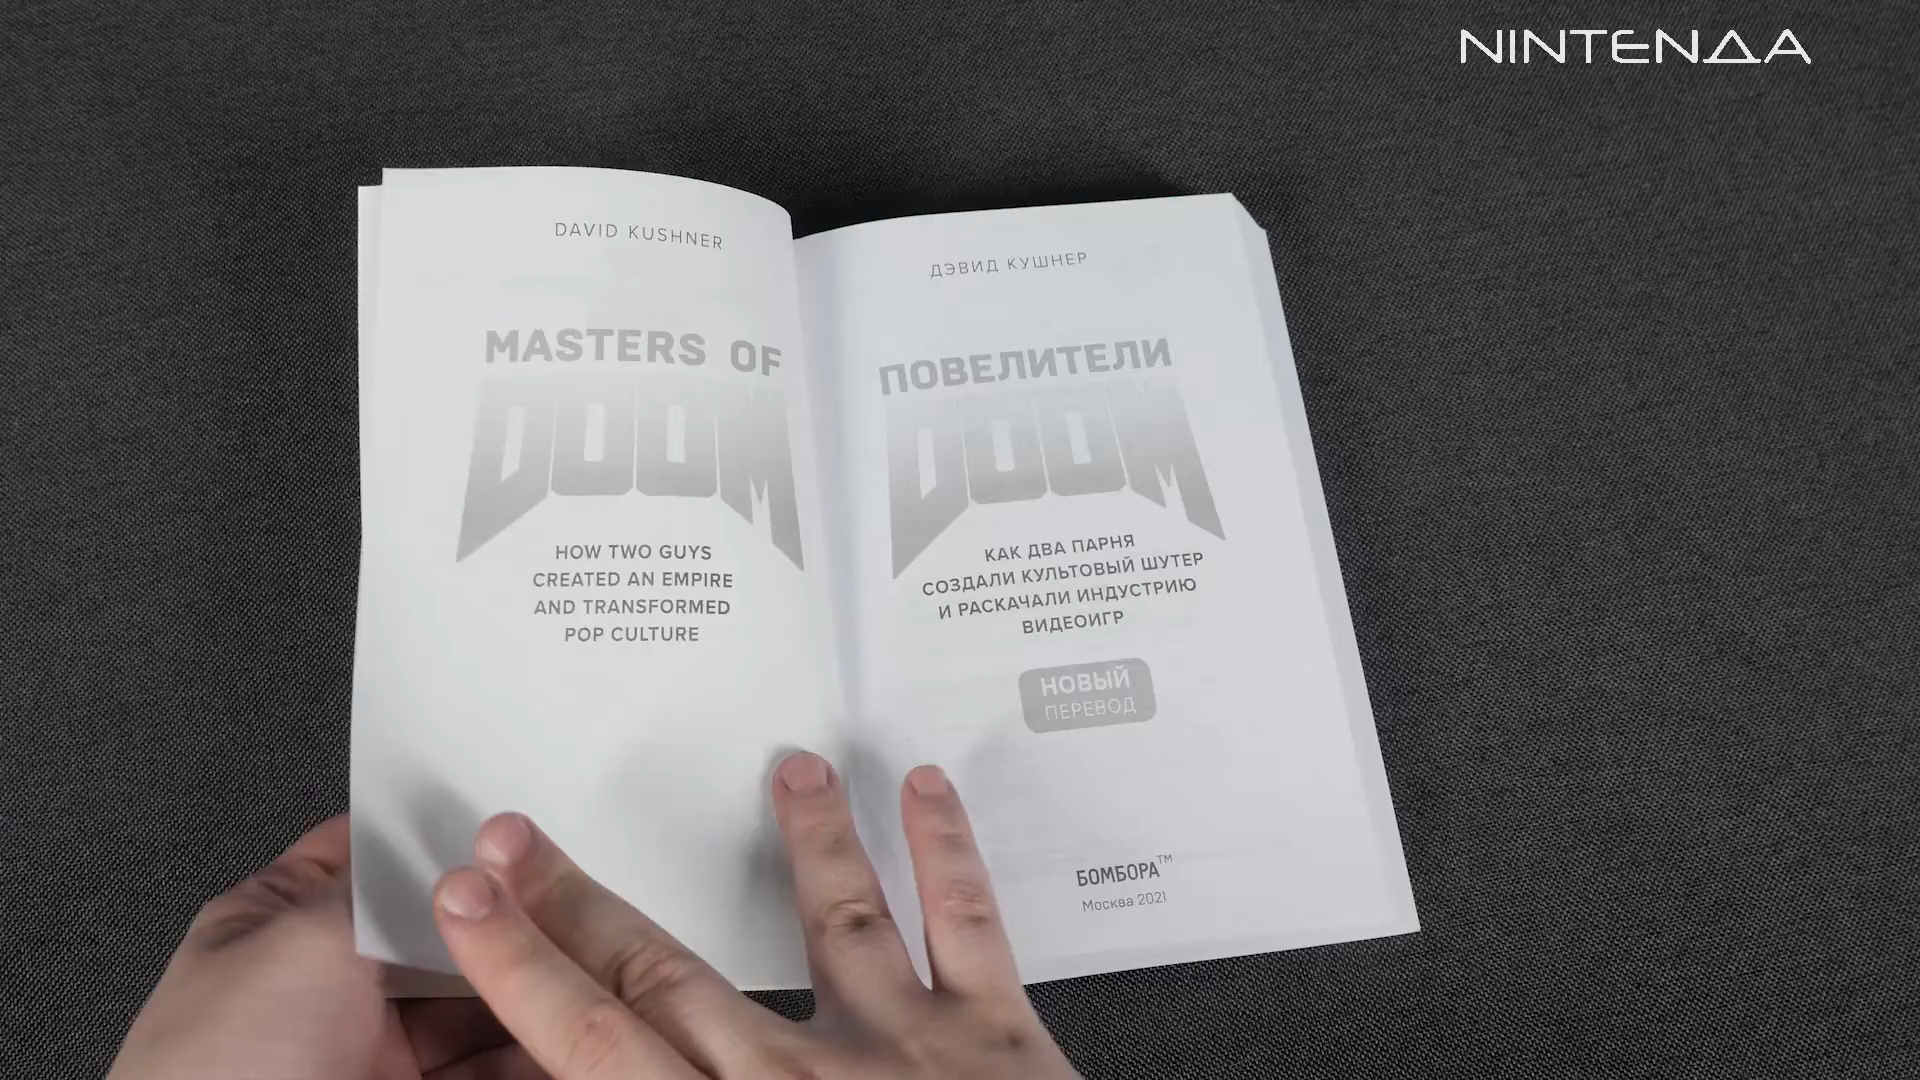 NINTENДA
DAVID KUSHNER
MASTERS OF
DOOM
HOW TWO GUYS
CREATED AN EMPIRE
AND TRANSFORMED
POP CULTURE
ДЭВИД КУШНЕР
ПОВЕЛИТЕЛИ
DOOM
КАК ДВА ПАРНЯ
СОЗДАЛИ КУЛЬТОВЫЙ ШУТЕР
И РАСКАЧАЛИ ИНДУСТРИЮ
ВИДЕОИГР
НОВЫЙ
ПЕРЕВОД
БОМБОРА™
Москва 2021